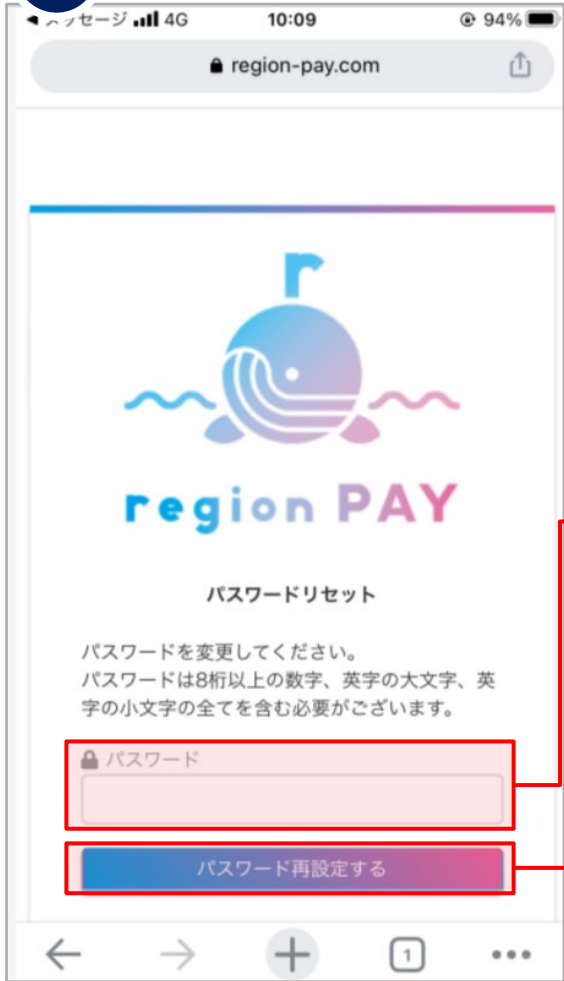 メッセージ 4G 10:09 94%
region-pay.com
r
region PAY
パスワードリセット
パスワードを変更してください。
パスワードは8桁以上の数字、英字の大文字、英
字の小文字の全てを含む必要がございます。
パスワード
パスワード再設定する
1